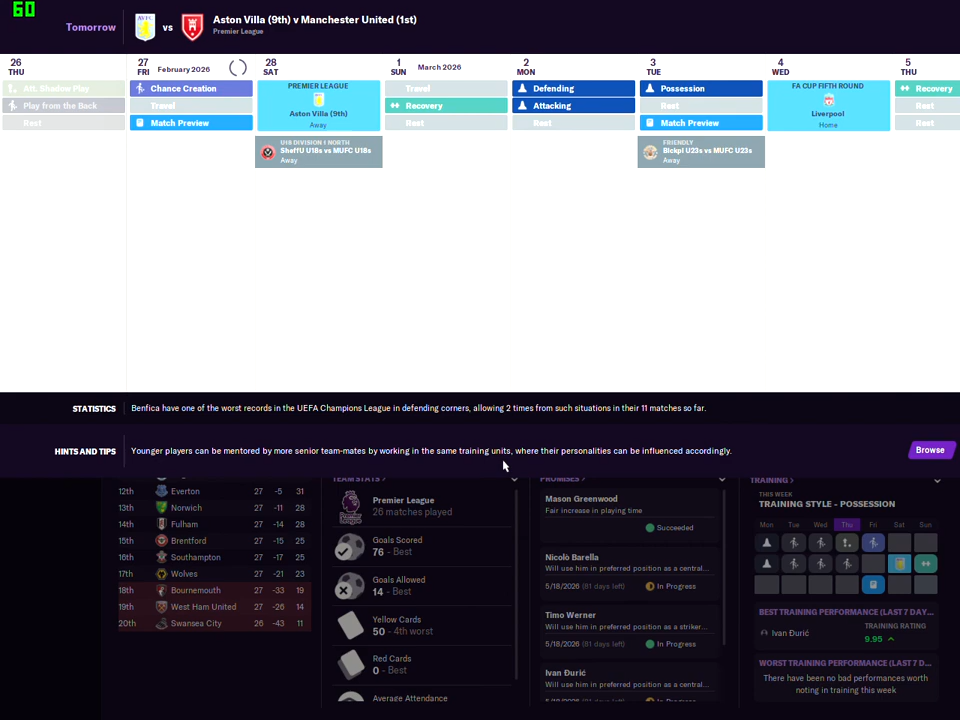 60
Tomorrow
vs
Aston Villa (9th) v Manchester United (1st)
Premier League
26
THU
27
FRI
February 2026
28
SAT
1
SUN
March 2026
2
MON
3
TUE
4
WED
5
THU
Att. Shadow Play
Play from the Back
Rest
Chance Creation
Travel
Match Preview
PREMIER LEAGUE
Aston Villa (9th)
Away
U18 DIVISION 1 NORTH
SheffU U18s vs MUFC U18s
Away
Travel
Recovery
Rest
Defending
Attacking
Rest
Possession
Rest
Match Preview
FRIENDLY
Blckpl U23s vs MUFC U23s
Away
FA CUP FIFTH ROUND
Liverpool
Home
Recovery
Rest
Rest
STATISTICS
Benfica have one of the worst records in the UEFA Champions League in defending corners, allowing 2 times from such situations in their 11 matches so far.
HINTS AND TIPS
Younger players can be mentored by more senior team-mates by working in the same training units, where their personalities can be influenced accordingly.
Browse
12th Everton 27 -5 31
13th Norwich 27 -11 28
14th Fulham 27 -14 28
15th Brentford 27 -15 25
16th Southampton 27 -17 25
17th Wolves 27 -21 23
18th Bournemouth 27 -33 19
19th West Ham United 27 -26 14
20th Swansea City 26 -43 11
TEAM STATS >
Premier League
26 matches played
Goals Scored
76 - Best
Goals Allowed
14 - Best
Yellow Cards
50 - 4th worst
Red Cards
0 - Best
Average Attendance
PROMISES >
Mason Greenwood
Fair increase in playing time
Succeeded
Nicolò Barella
Will use him in preferred position as a central...
5/18/2026 (81 days left) In Progress
Timo Werner
Will use him in preferred position as a striker...
5/18/2026 (81 days left) In Progress
Ivan Đurić
Will use him in preferred position as a central...
5/18/2026 (81 days left) In Progress
TRAINING >
THIS WEEK
TRAINING STYLE - POSSESSION
Mon Tue Wed Thu Fri Sat Sun
BEST TRAINING PERFORMANCE (LAST 7 DAY...
Ivan Đurić
TRAINING RATING
9.95
WORST TRAINING PERFORMANCE (LAST 7 D...
There have been no bad performances worth
noting in training this week